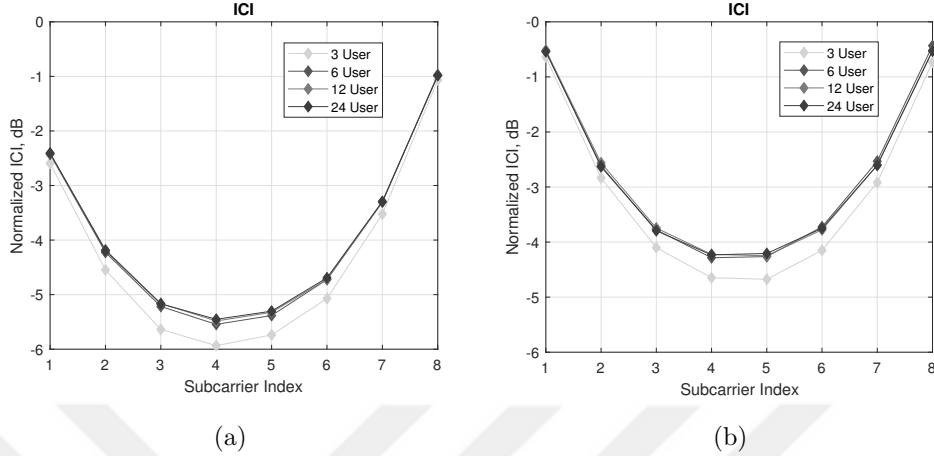 ICI
0
-1
-2
-3
-4
-5
-6
Normalized ICI, dB
3 User
6 User
12 User
24 User
1 2 3 4 5 6 7 8
Subcarrier Index
(a)
ICI
-0
-1
-2
-3
-4
-5
-6
Normalized ICI, dB
3 User
6 User
12 User
24 User
1 2 3 4 5 6 7 8
Subcarrier Index
(b)